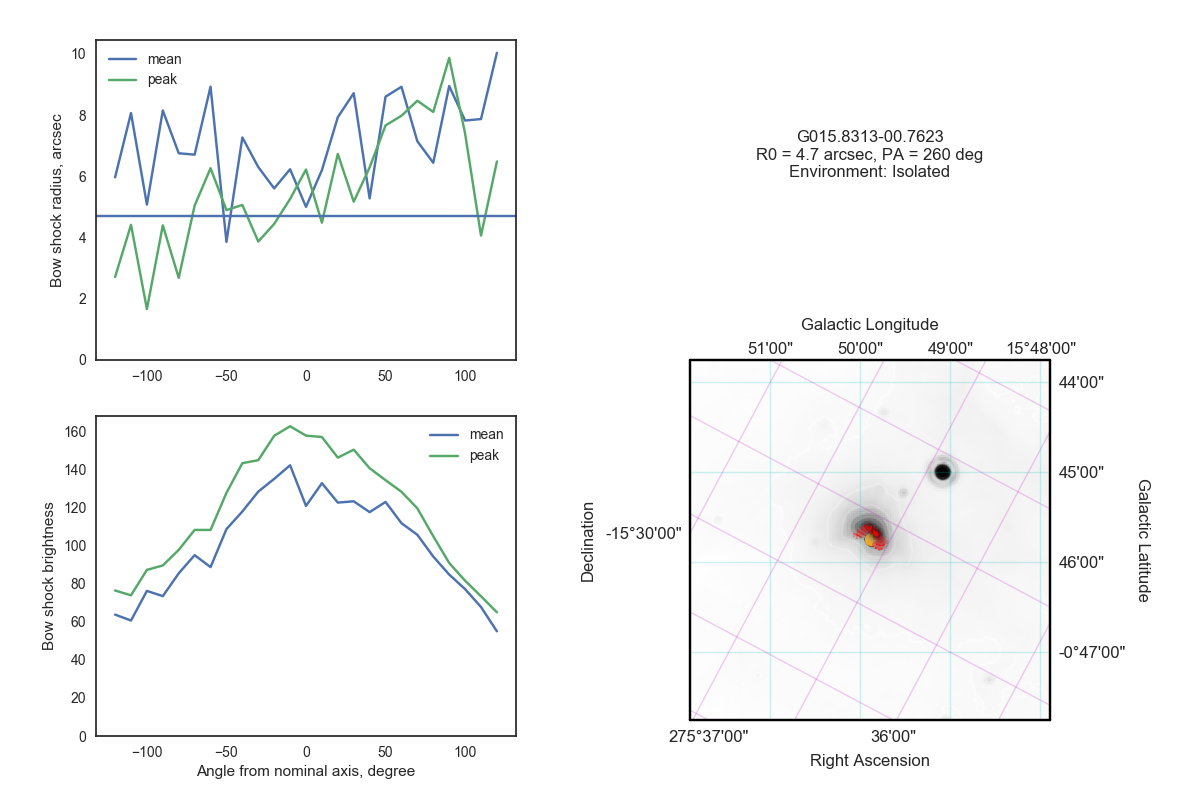 10
8
6
4
2
0
Bow shock radius, arcsec
mean
peak
−100
−50
0
50
100
160
140
120
100
80
60
40
20
0
Bow shock brightness
mean
peak
−100
−50
0
50
100
Angle from nominal axis, degree
G015.8313-00.7623
R0 = 4.7 arcsec, PA = 260 deg
Environment: Isolated
Galactic Longitude
51'00"
50'00"
49'00"
15°48'00"
44'00"
45'00"
46'00"
-0°47'00"
Galactic Latitude
Declination
-15°30'00"
275°37'00"
36'00"
Right Ascension